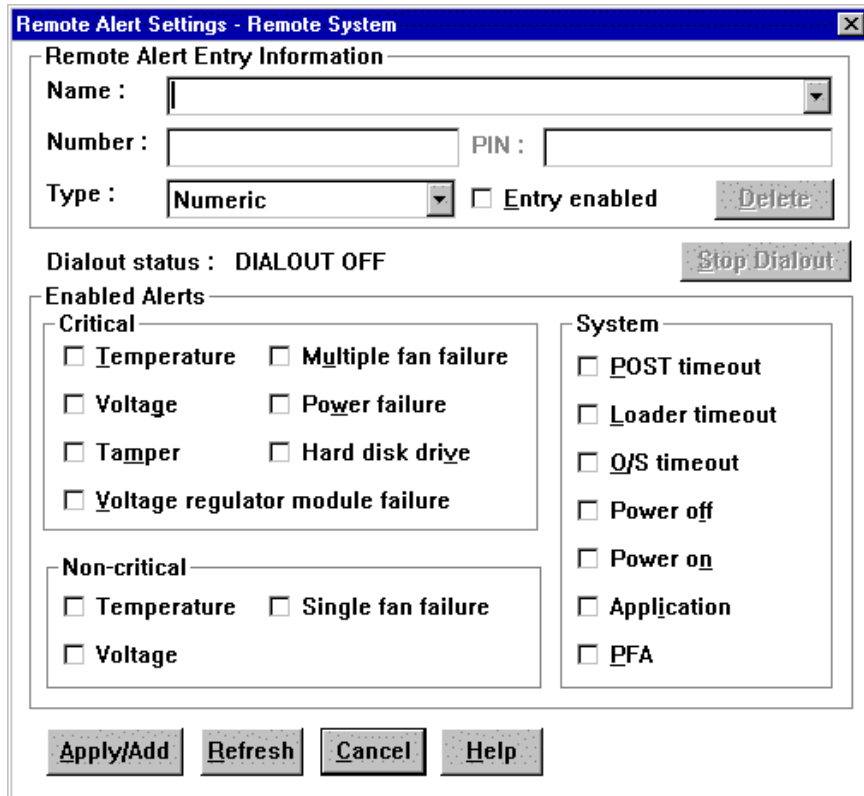 Remote Alert Settings - Remote System
Remote Alert Entry Information
Name :
Number :
PIN :
Type :
Numeric
Entry enabled
Delete
Dialout status : DIALOUT OFF
Stop Dialout
Enabled Alerts
Critical
Temperature
Multiple fan failure
Voltage
Power failure
Tamper
Hard disk drive
Voltage regulator module failure
Non-critical
Temperature
Single fan failure
Voltage
System
POST timeout
Loader timeout
O/S timeout
Power off
Power on
Application
PFA
Apply/Add
Refresh
Cancel
Help